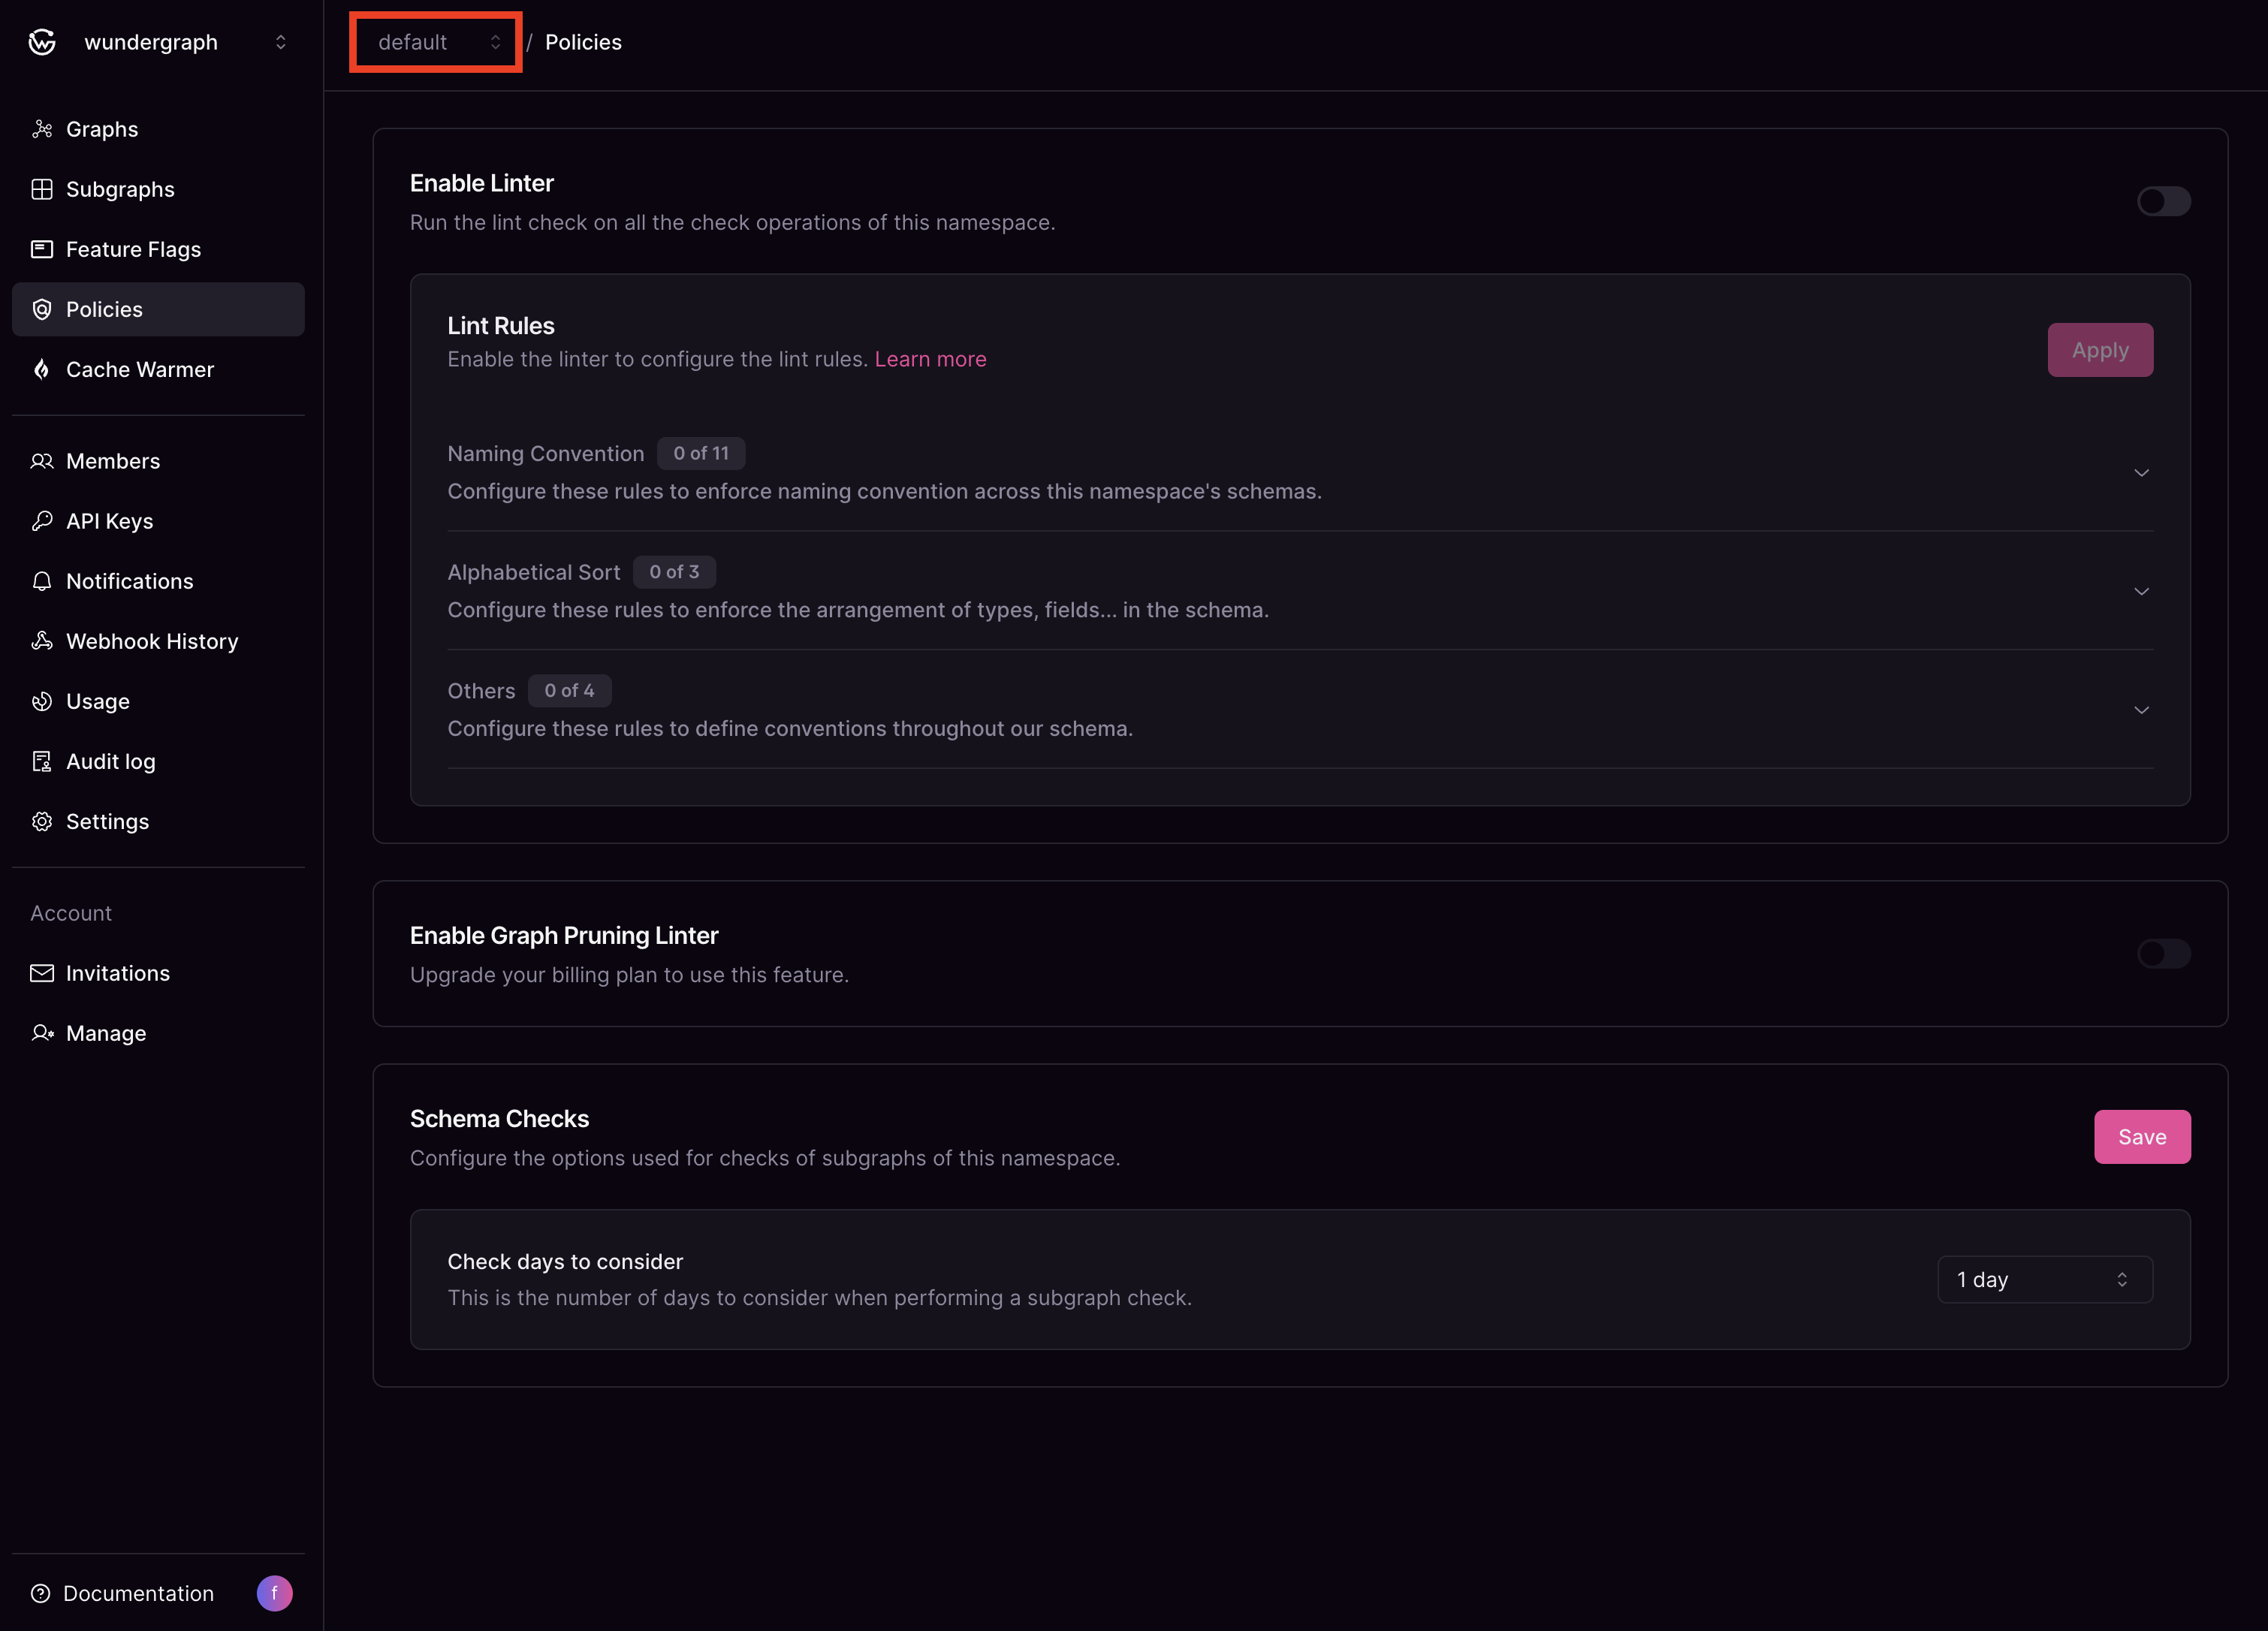 wundergraph
default / Policies
Graphs
Subgraphs
Feature Flags
Policies
Cache Warmer
Members
API Keys
Notifications
Webhook History
Usage
Audit log
Settings
Account
Invitations
Manage
Documentation
f
Enable Linter
Run the lint check on all the check operations of this namespace.
Lint Rules
Enable the linter to configure the lint rules. Learn more
Apply
Naming Convention 0 of 11
Configure these rules to enforce naming convention across this namespace's schemas.
Alphabetical Sort 0 of 3
Configure these rules to enforce the arrangement of types, fields... in the schema.
Others 0 of 4
Configure these rules to define conventions throughout our schema.
Enable Graph Pruning Linter
Upgrade your billing plan to use this feature.
Schema Checks
Configure the options used for checks of subgraphs of this namespace.
Save
Check days to consider
This is the number of days to consider when performing a subgraph check.
1 day